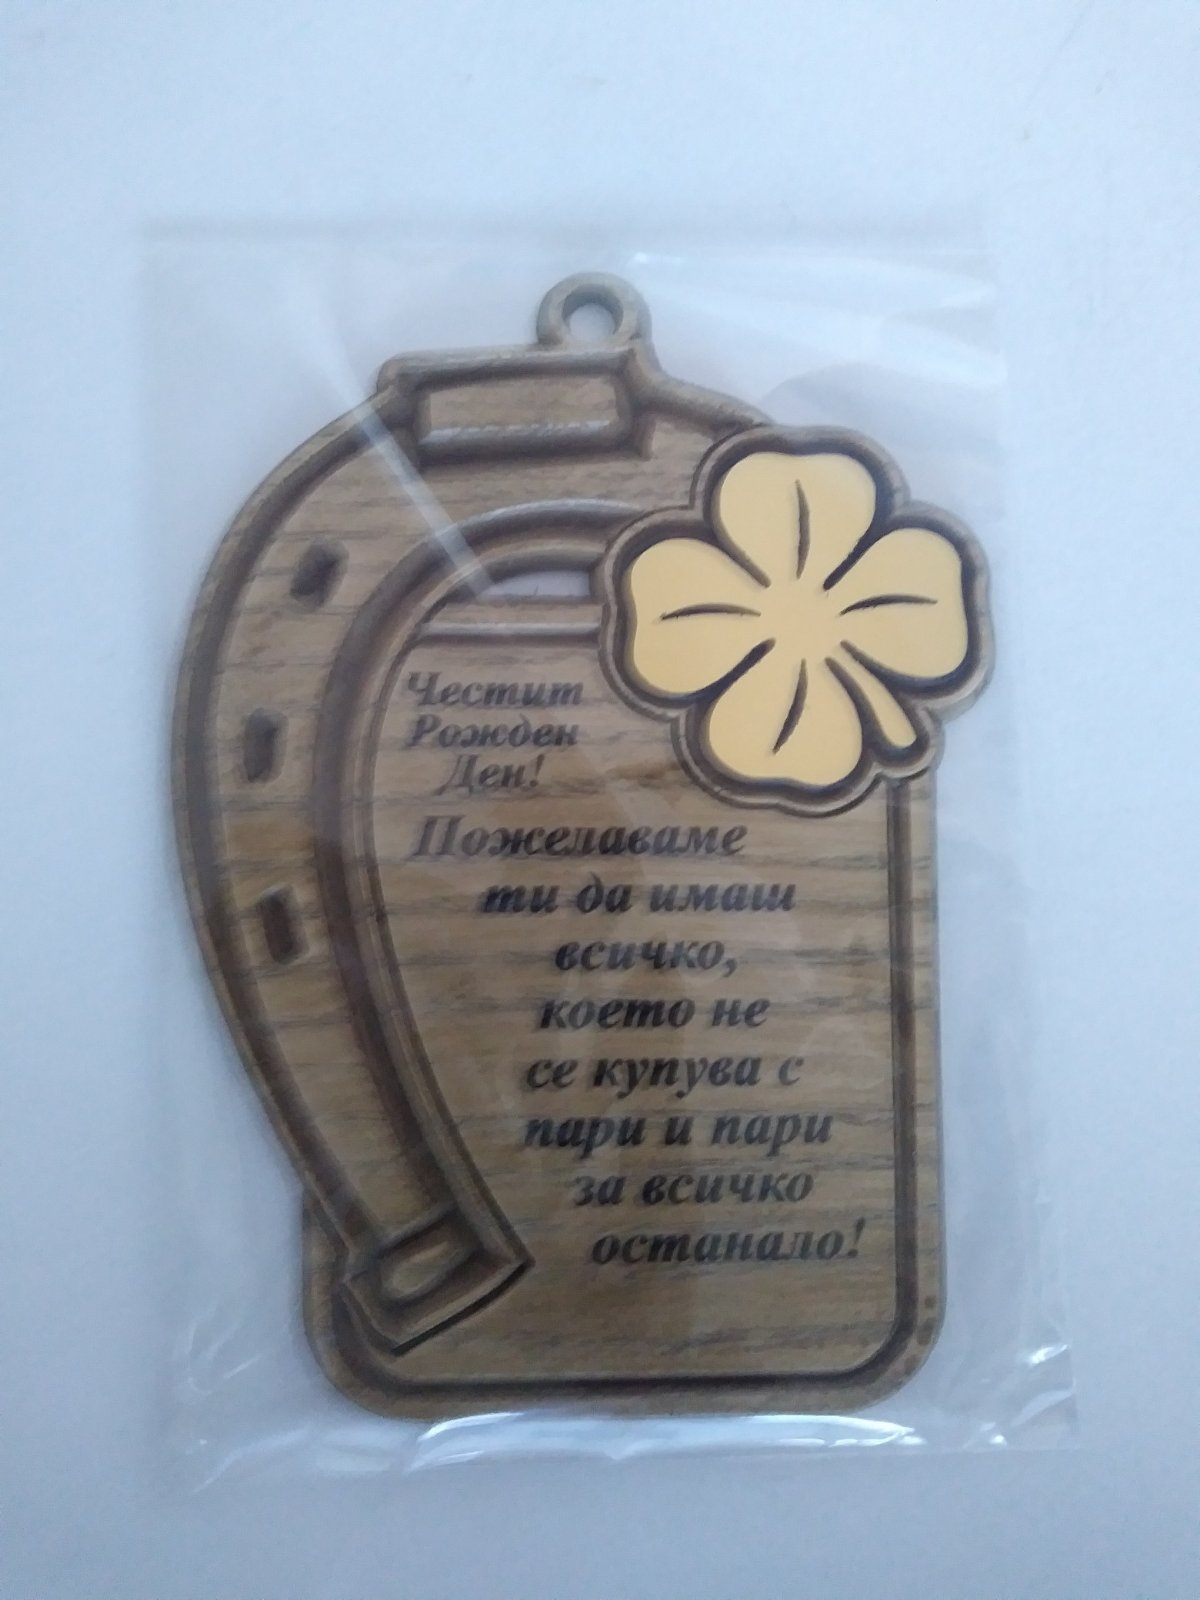 Честит
Рожден
Ден!
Пожелаваме
ти да имаш
всичко,
което не
се купува с
пари и пари
за всичко
останало!